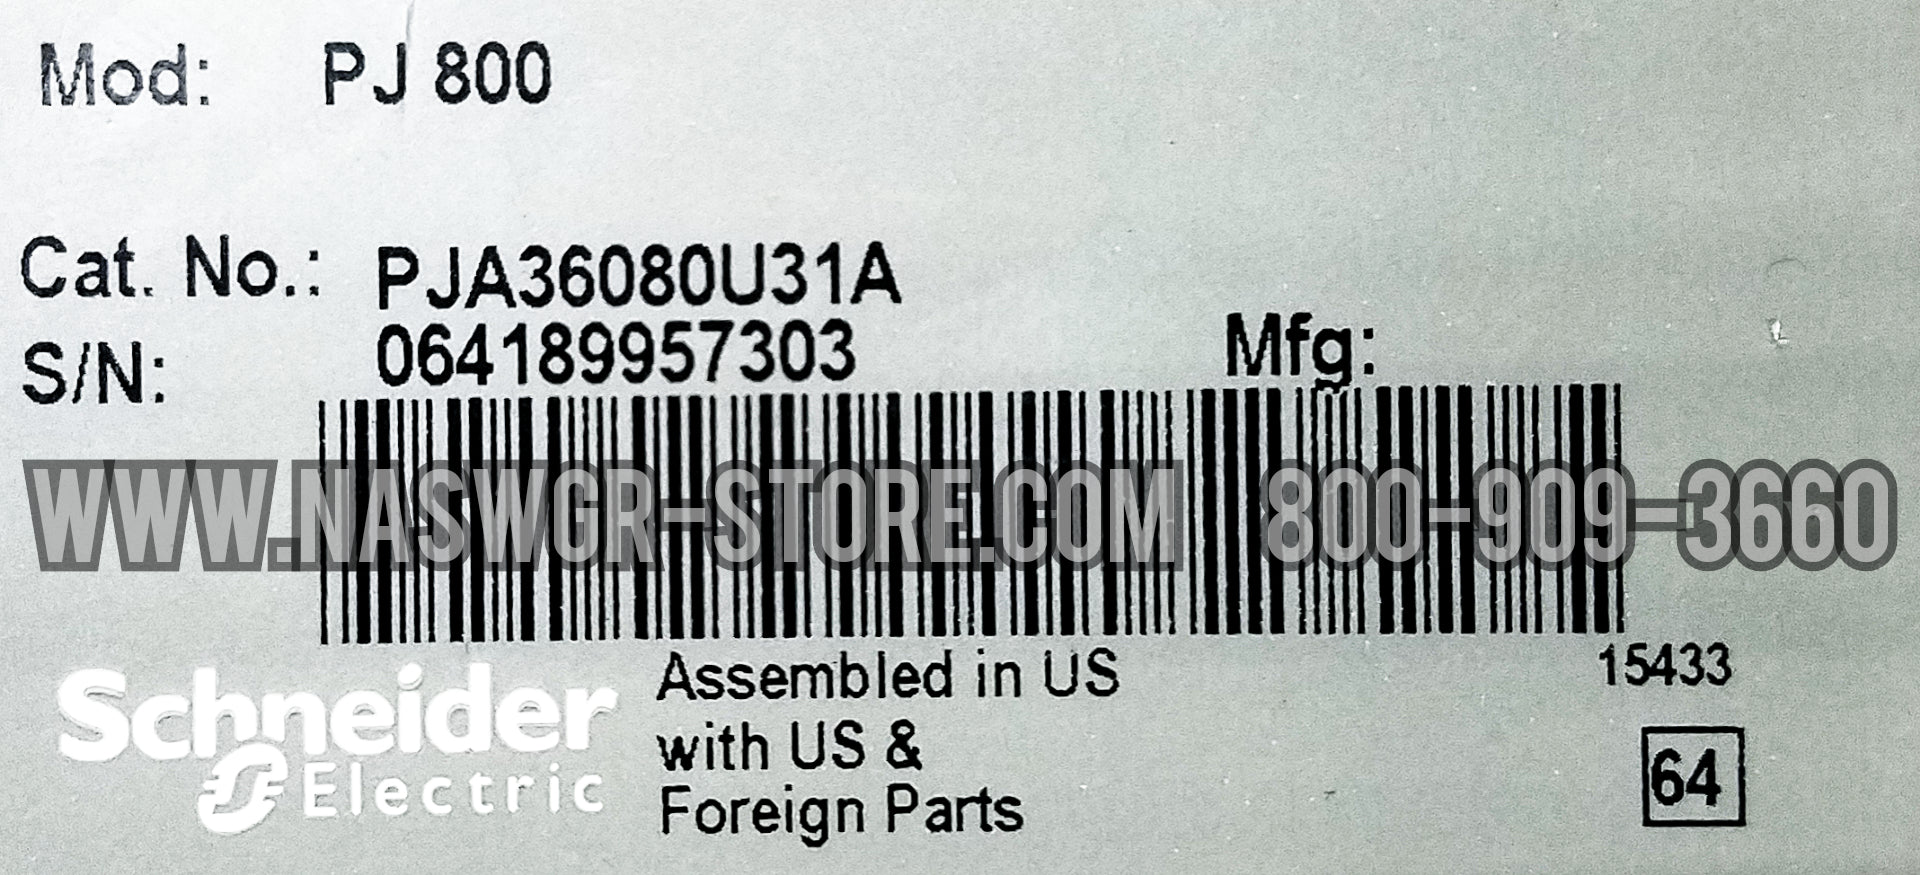 Mod: PJ 800
Cat. No.: PJA36080U31A
S/N: 064189957303
Mfg:
WWW.NASWGR-STORE.COM 800-909-3660
15433
Schneider
Electric
Assembled in US
with US &
Foreign Parts
64